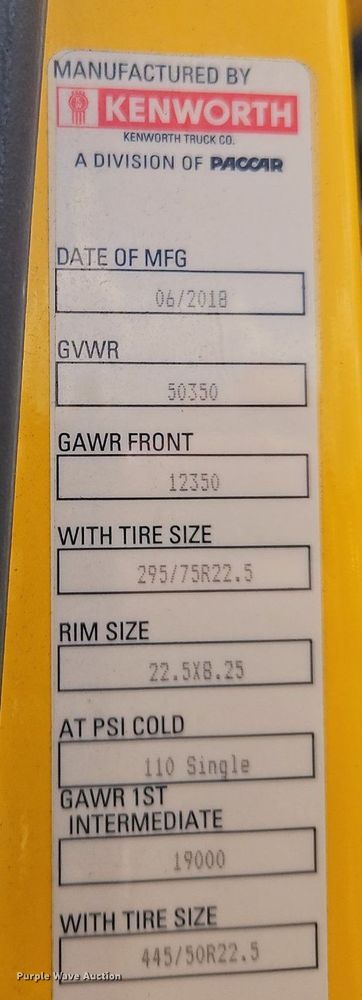 MANUFACTURED BY
KENWORTH
KENWORTH TRUCK CO.
A DIVISION OF PACCAR
DATE OF MFG
06/2018
GVWR
50350
GAWR FRONT
12350
WITH TIRE SIZE
295/75R22.5
RIM SIZE
22.5X8.25
AT PSI COLD
110 Single
GAWR 1ST
INTERMEDIATE
19000
WITH TIRE SIZE
445/50R22.5
Purple Wave Auction